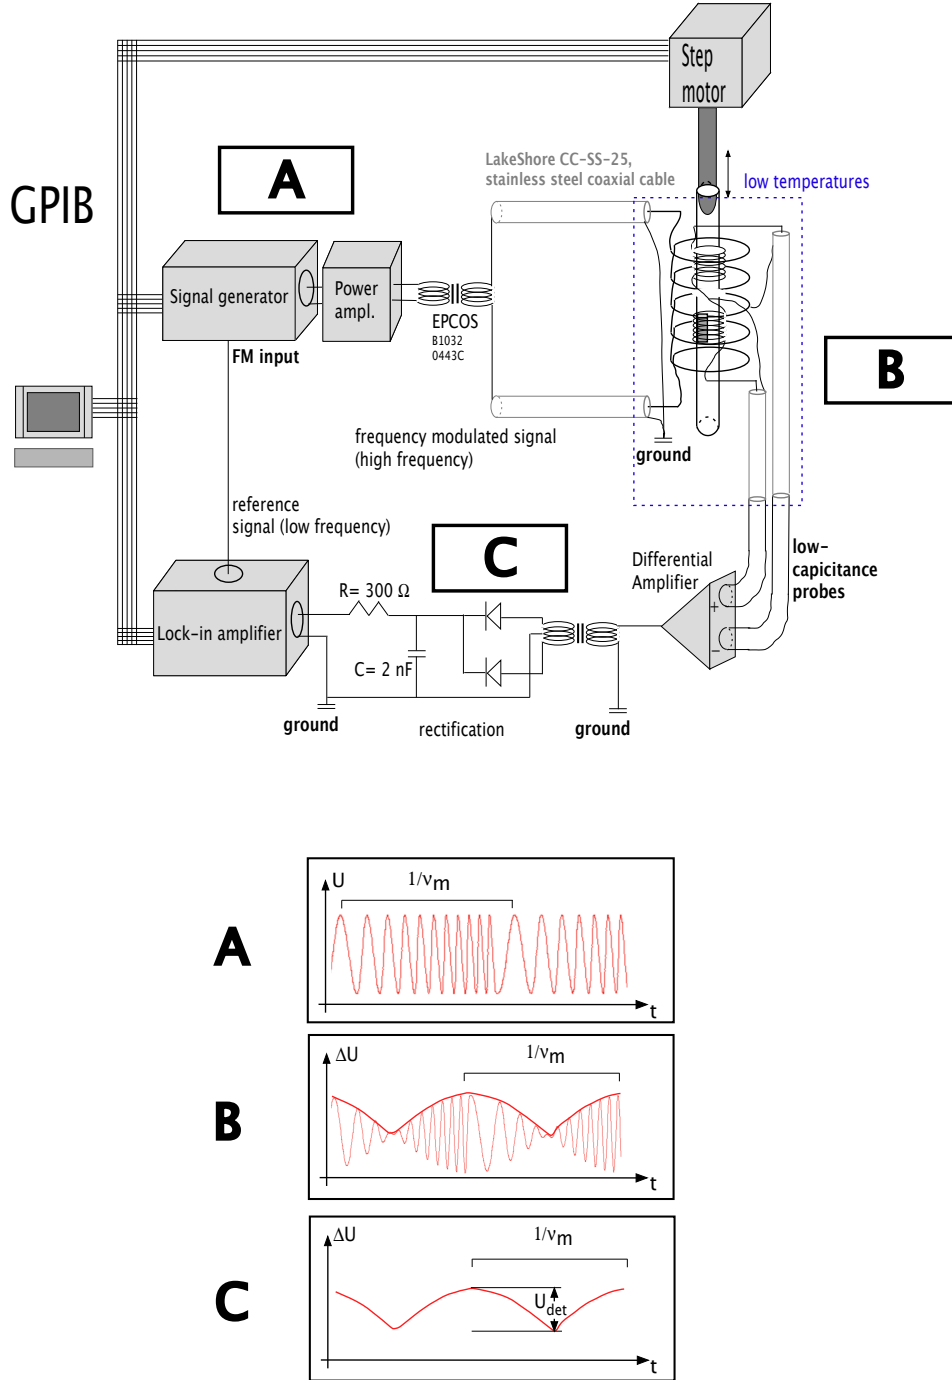 Step
motor
LakeShore CC-SS-25,
stainless steel coaxial cable
low temperatures
A
GPIB
Signal generator
Power
ampl.
EPCOS
B1032
0443C
FM input
B
frequency modulated signal
(high frequency)
ground
reference
signal (low frequency)
C
Differential
Amplifier
low-
capicitance
probes
+
−
R= 300 Ω
Lock-in amplifier
C= 2 nF
ground
rectification
ground
A
U
1/νm
t
B
ΔU
1/νm
t
C
ΔU
1/νm
Udet
t